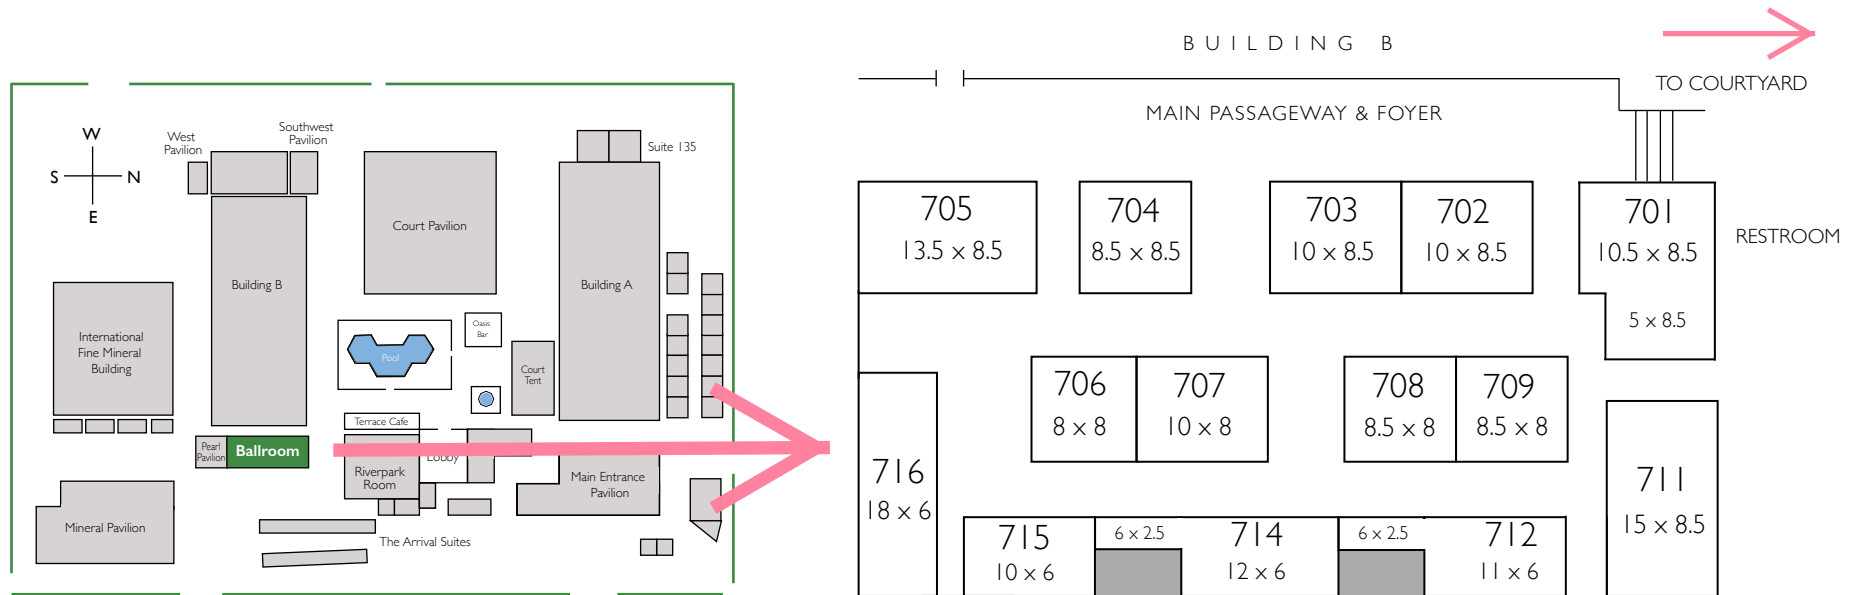 W
S N
E
West
Pavilion
Southwest
Pavilion
Suite 135
Court Pavilion
Building B
Building A
International
Fine Mineral
Building
Oasis
Bar
Pool
Court
Tent
Terrace Cafe
Pearl
Pavilion
Ballroom
Lobby
Riverpark
Room
Main Entrance
Pavilion
Mineral Pavilion
The Arrival Suites
BUILDING B
TO COURTYARD
MAIN PASSAGEWAY & FOYER
705
13.5 x 8.5
704
8.5 x 8.5
703
10 x 8.5
702
10 x 8.5
701
10.5 x 8.5
5 x 8.5
RESTROOM
706
8 x 8
707
10 x 8
708
8.5 x 8
709
8.5 x 8
716
18 x 6
711
15 x 8.5
715
10 x 6
6 x 2.5
714
12 x 6
6 x 2.5
712
11 x 6